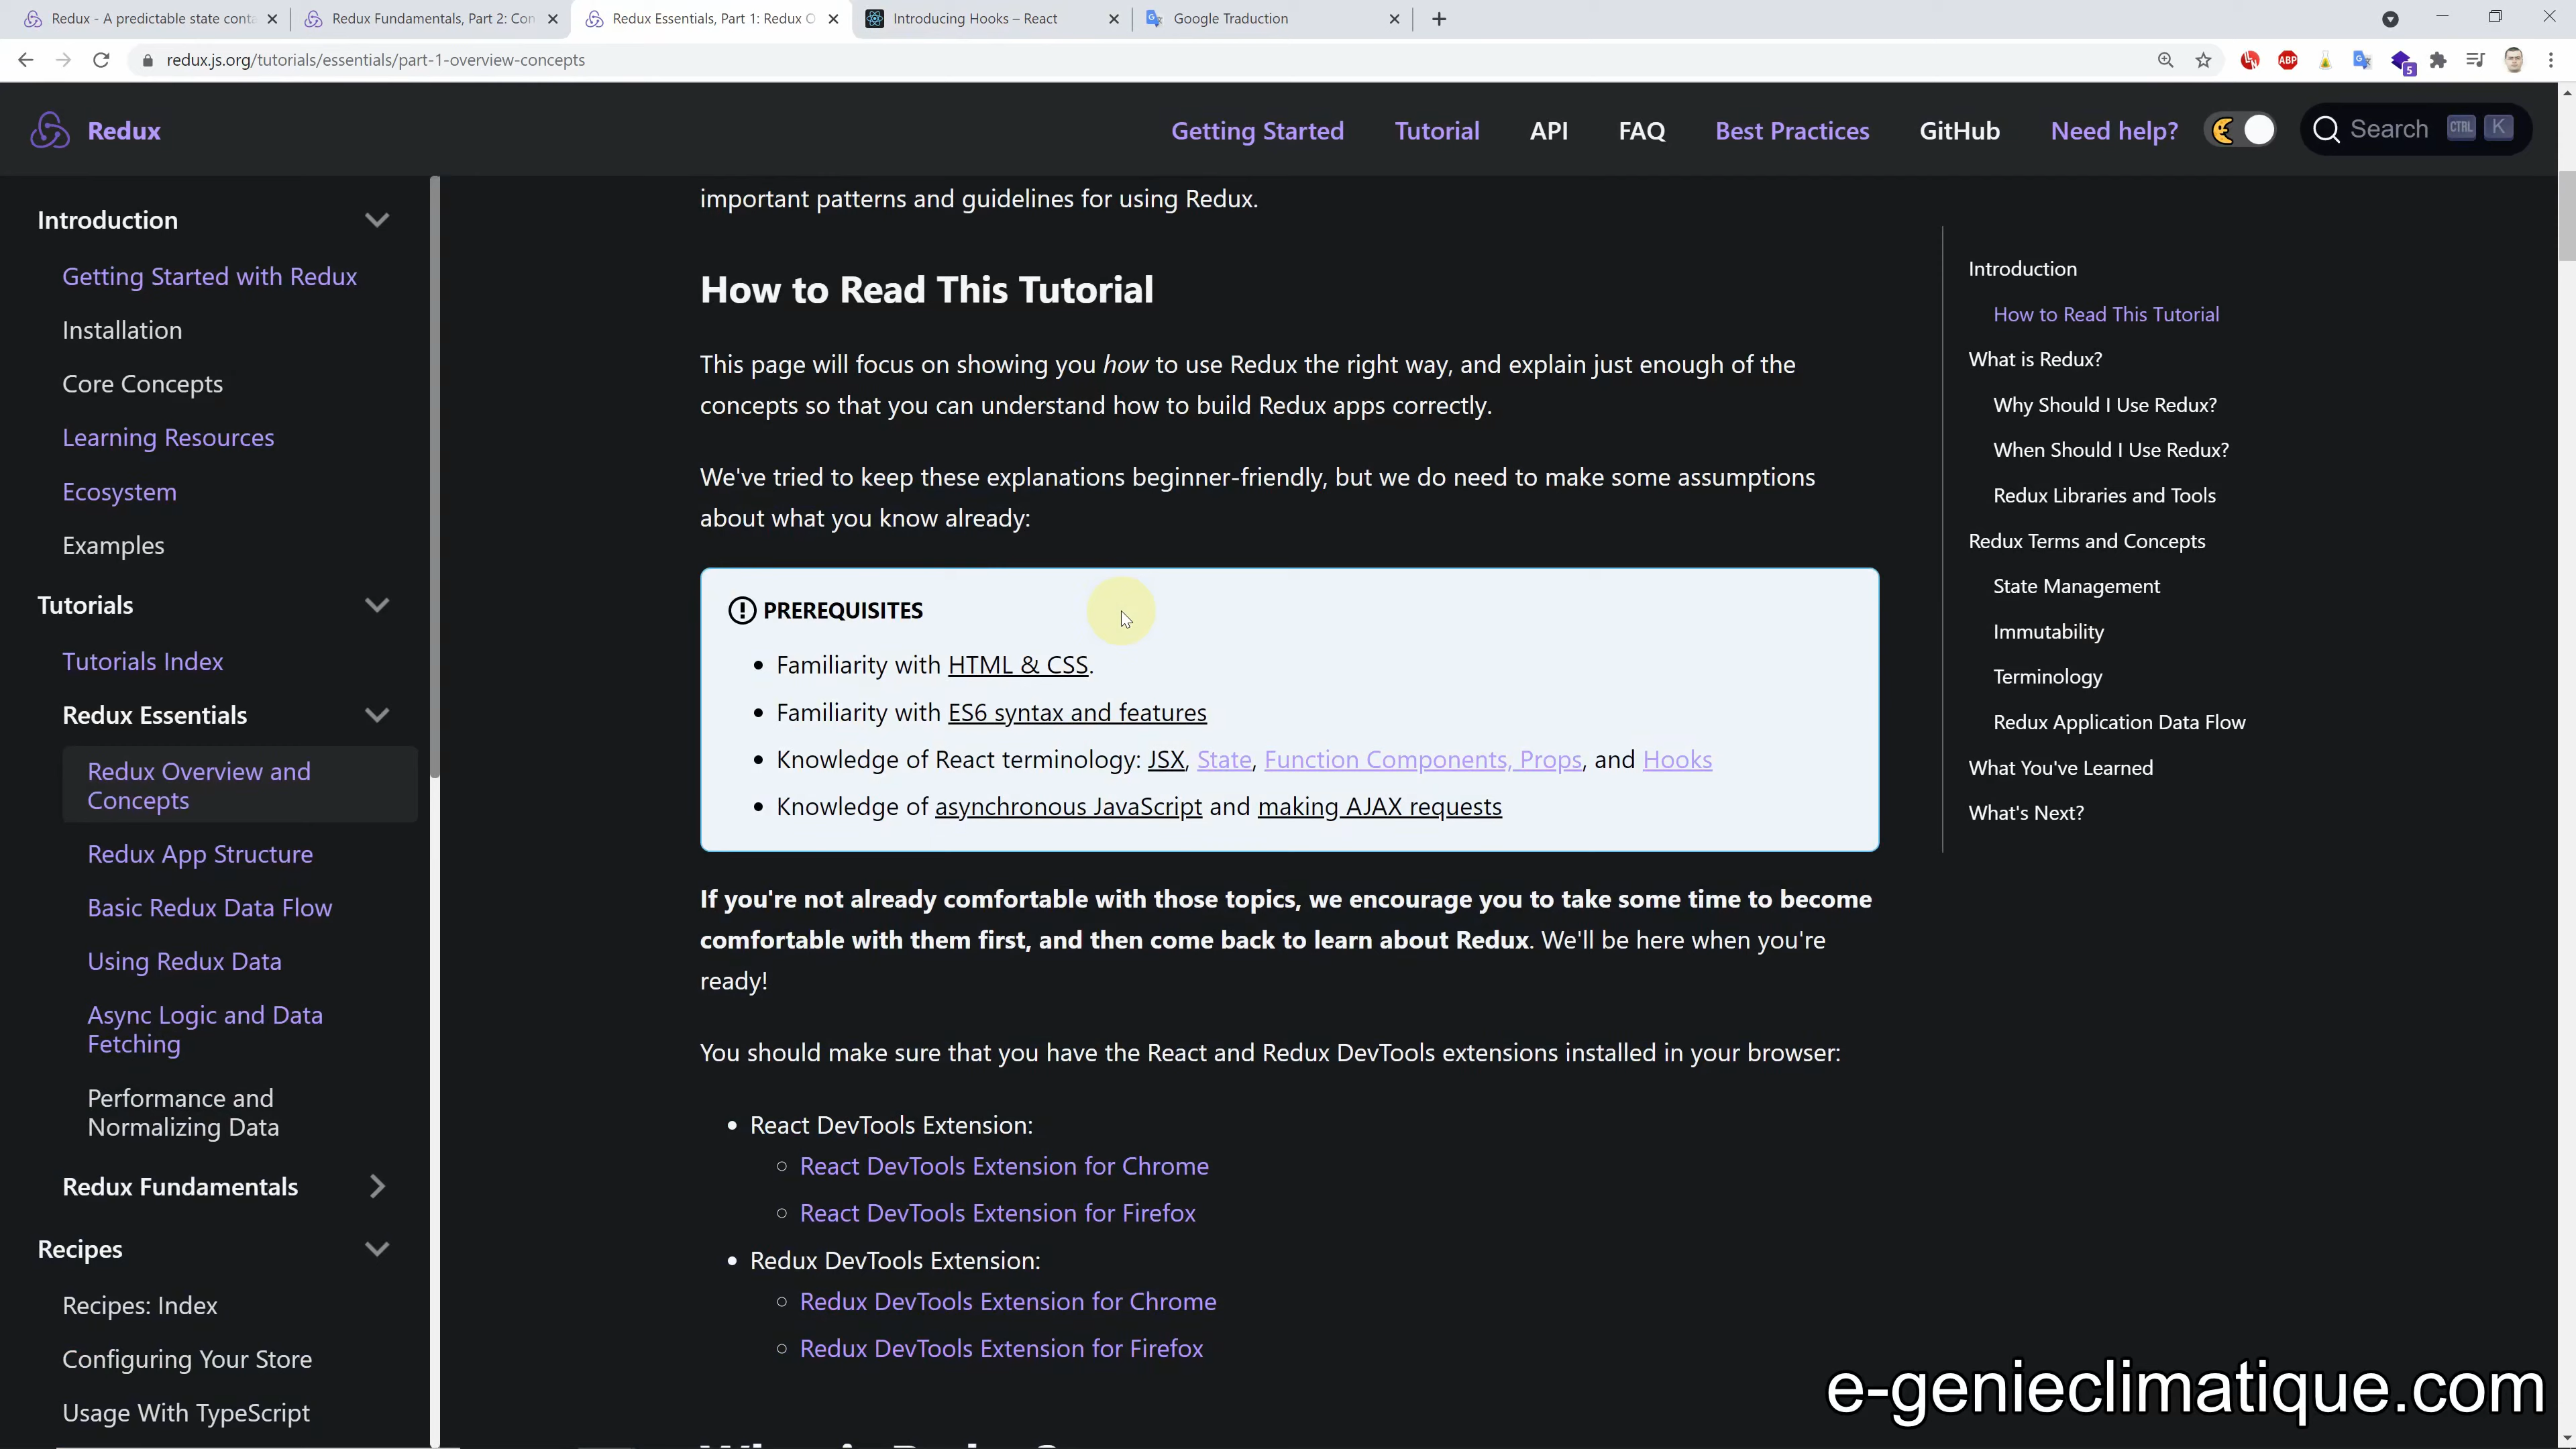 Redux - A predictable state conta
Redux Fundamentals, Part 2: Con
Redux Essentials, Part 1: Redux O
Introducing Hooks – React
Google Traduction
redux.js.org/tutorials/essentials/part-1-overview-concepts
ABP
5
Redux
Getting Started
Tutorial
API
FAQ
Best Practices
GitHub
Need help?
Search
CTRL
K
Introduction
Getting Started with Redux
Installation
Core Concepts
Learning Resources
Ecosystem
Examples
Tutorials
Tutorials Index
Redux Essentials
Redux Overview and
Concepts
Redux App Structure
Basic Redux Data Flow
Using Redux Data
Async Logic and Data
Fetching
Performance and
Normalizing Data
Redux Fundamentals
Recipes
Recipes: Index
Configuring Your Store
Usage With TypeScript
important patterns and guidelines for using Redux.
How to Read This Tutorial
This page will focus on showing you how to use Redux the right way, and explain just enough of the
concepts so that you can understand how to build Redux apps correctly.
We've tried to keep these explanations beginner-friendly, but we do need to make some assumptions
about what you know already:
PREREQUISITES
• Familiarity with HTML & CSS.
• Familiarity with ES6 syntax and features
• Knowledge of React terminology: JSX, State, Function Components, Props, and Hooks
• Knowledge of asynchronous JavaScript and making AJAX requests
If you're not already comfortable with those topics, we encourage you to take some time to become
comfortable with them first, and then come back to learn about Redux. We'll be here when you're
ready!
You should make sure that you have the React and Redux DevTools extensions installed in your browser:
• React DevTools Extension:
○ React DevTools Extension for Chrome
○ React DevTools Extension for Firefox
• Redux DevTools Extension:
○ Redux DevTools Extension for Chrome
○ Redux DevTools Extension for Firefox
Introduction
How to Read This Tutorial
What is Redux?
Why Should I Use Redux?
When Should I Use Redux?
Redux Libraries and Tools
Redux Terms and Concepts
State Management
Immutability
Terminology
Redux Application Data Flow
What You've Learned
What's Next?
e-genieclimatique.com